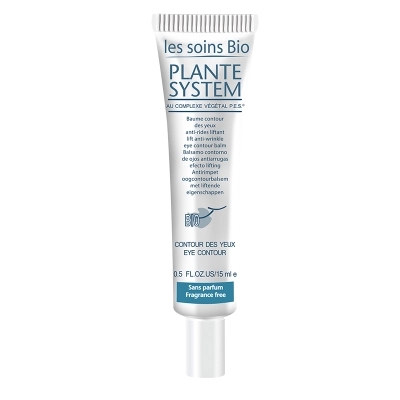 les soins Bio
PLANTE
SYSTEM
AU COMPLEXE VÉGÉTAL P.E.S.
Baume contour
des yeux
anti-rides liftant
lift anti-wrinkle
eye contour balm
Balsamo contorno
de ojos antiarrugas
efecto lifting
Antirimpel
oogcontourbalsem
met liftende
eigenschappen
BIO
CONTOUR DES YEUX
EYE CONTOUR
0.5 FL.OZ.US/15 ml e
Sans parfum
Fragrance free